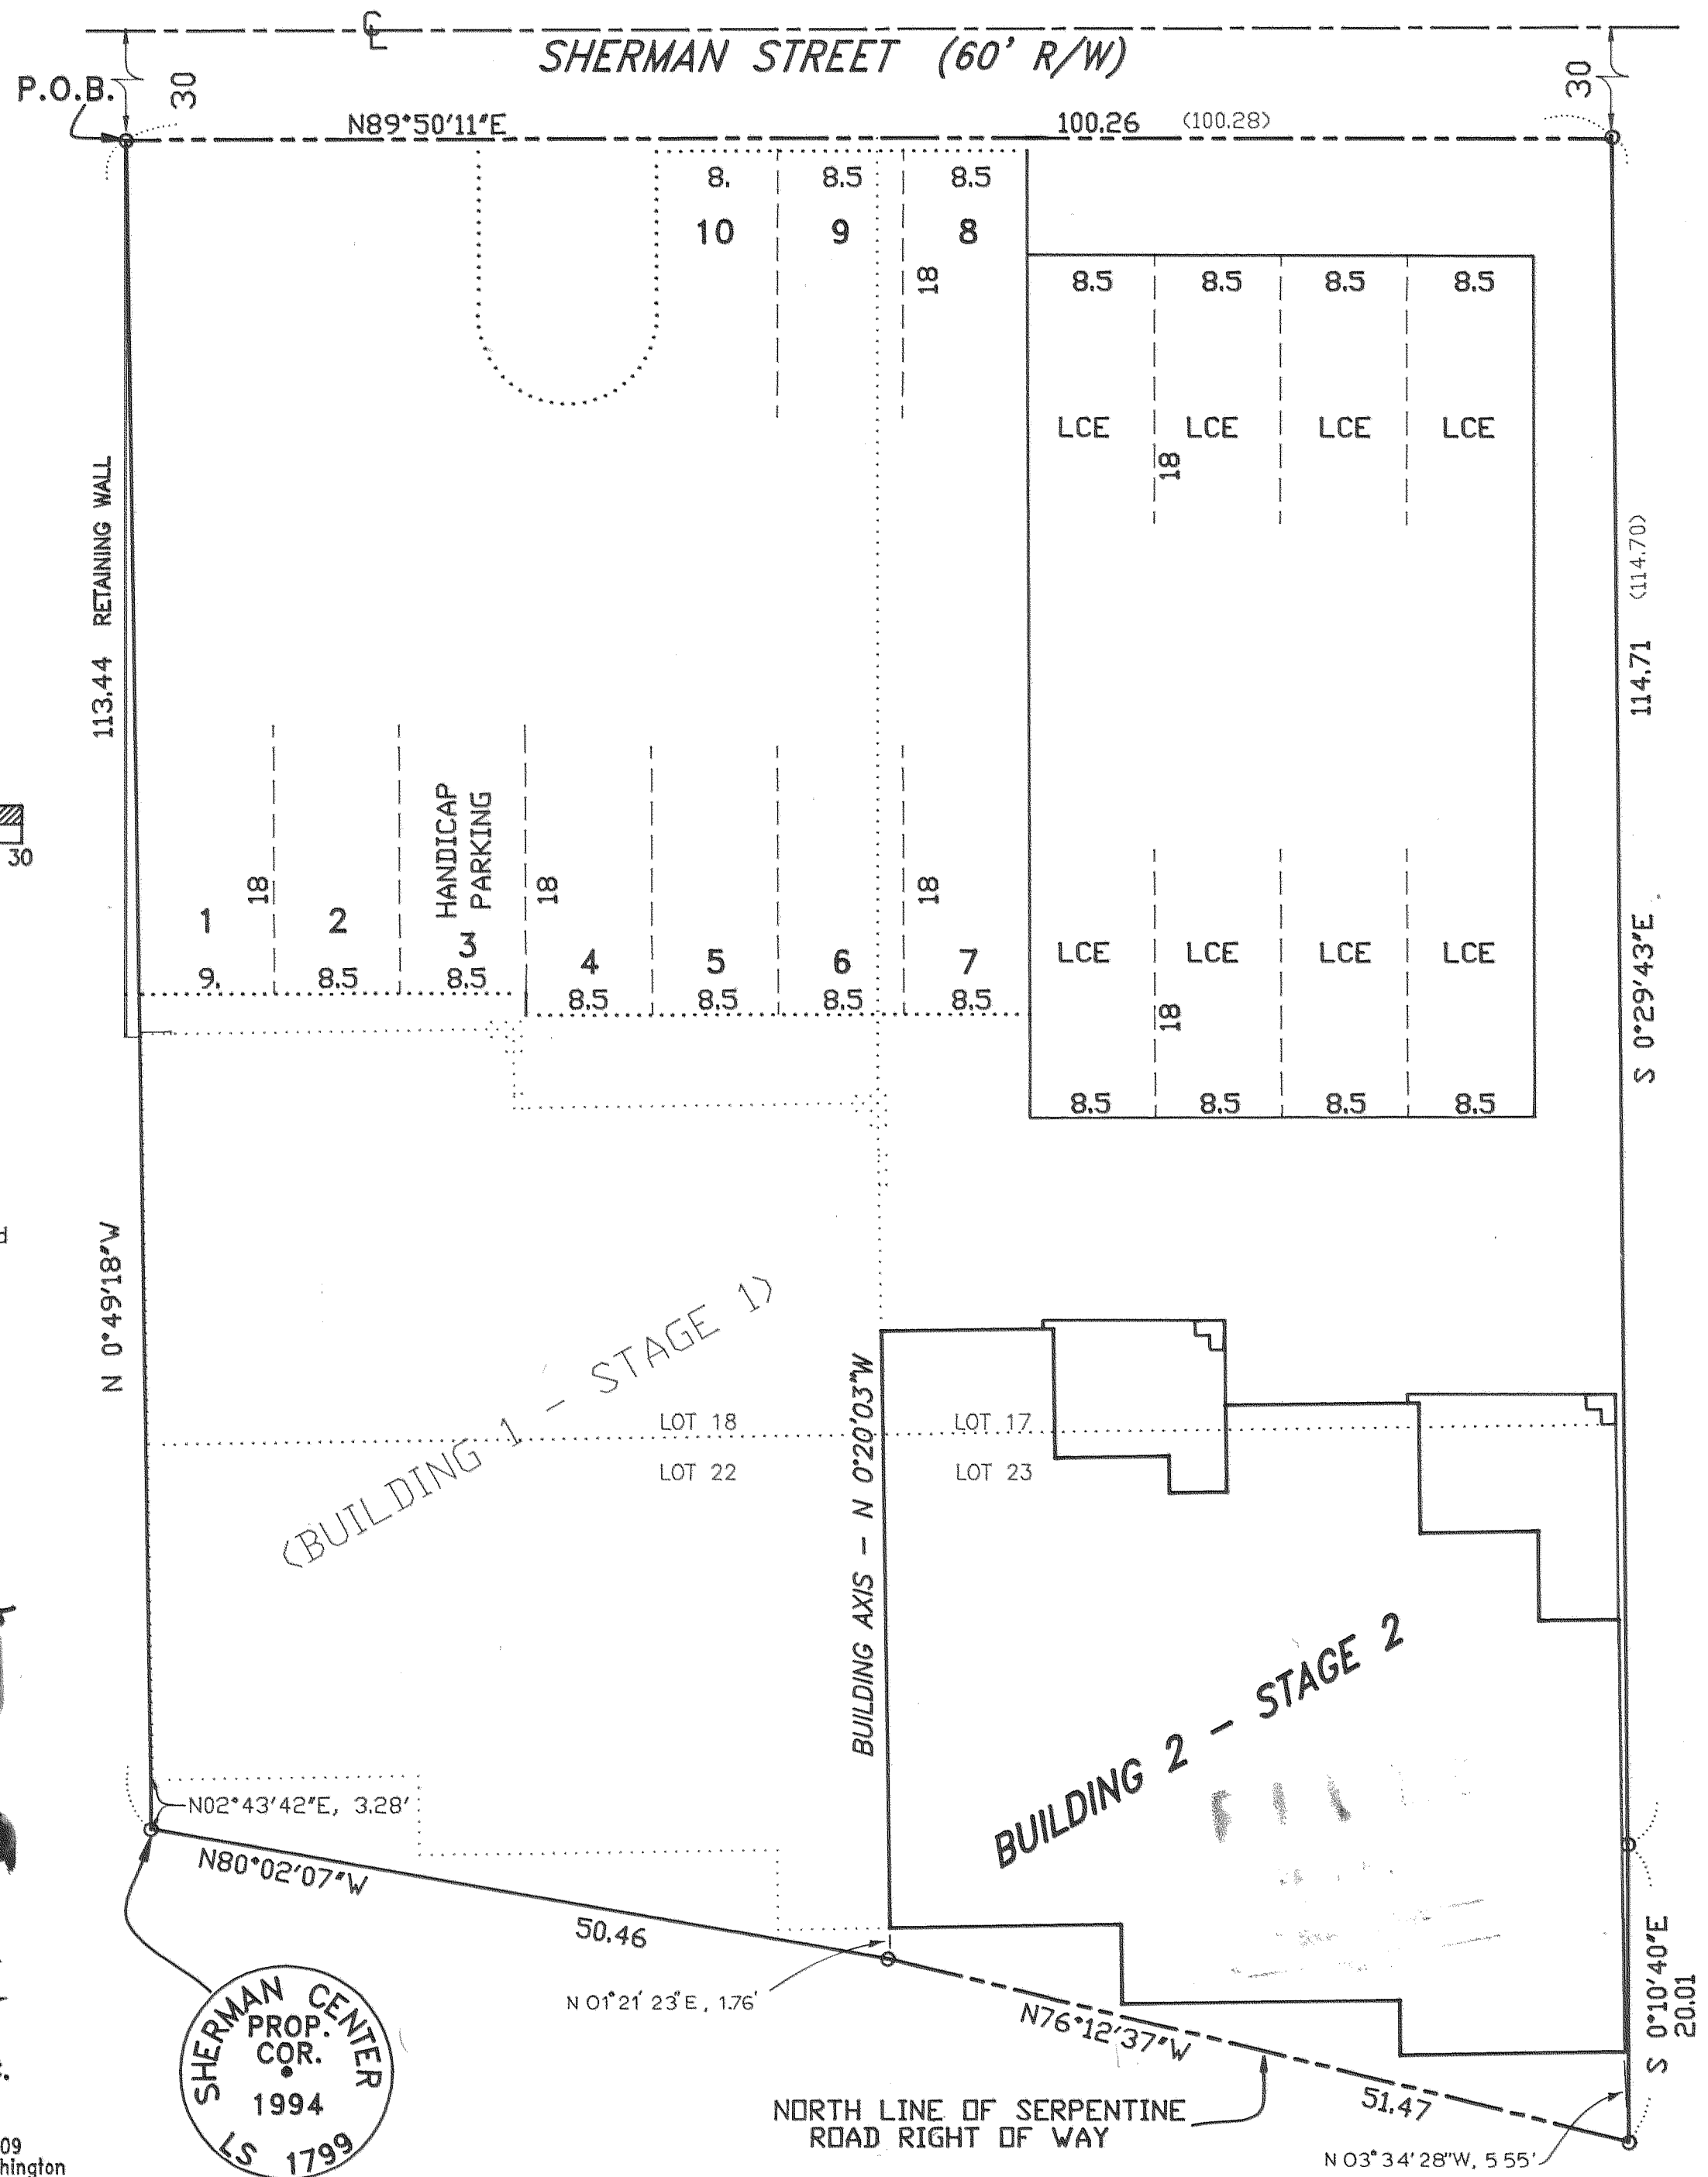 ℄
SHERMAN STREET (60' R/W)
P.O.B.
30
30
N89°50'11"E
100.26 (100.28)
8. 8.5 8.5
10 9 8
18
8.5 8.5 8.5 8.5
LCE LCE LCE LCE
18
113.44 RETAINING WALL
114.71 (114.70)
30
HANDICAP
PARKING
18 18 18
1 2 3 4 5 6 7
9. 8.5 8.5 8.5 8.5 8.5 8.5
LCE LCE LCE LCE
18
8.5 8.5 8.5 8.5
S 0°29'43"E
N 0°49'18"W
(BUILDING 1 - STAGE 1)
LOT 18 LOT 17
LOT 22 LOT 23
BUILDING AXIS - N 0°20'03"W
BUILDING 2 - STAGE 2
N02°43'42"E, 3.28'
N80°02'07"W
50.46
N 01°21' 23"E, 1.76'
N76°12'37"W
51.47
S 0°10'40"E
20.01
SHERMAN CENTER
PROP.
COR.
1994
LS 1799
NORTH LINE OF SERPENTINE
ROAD RIGHT OF WAY
N 03°34'28"W, 5 55'
09
hington